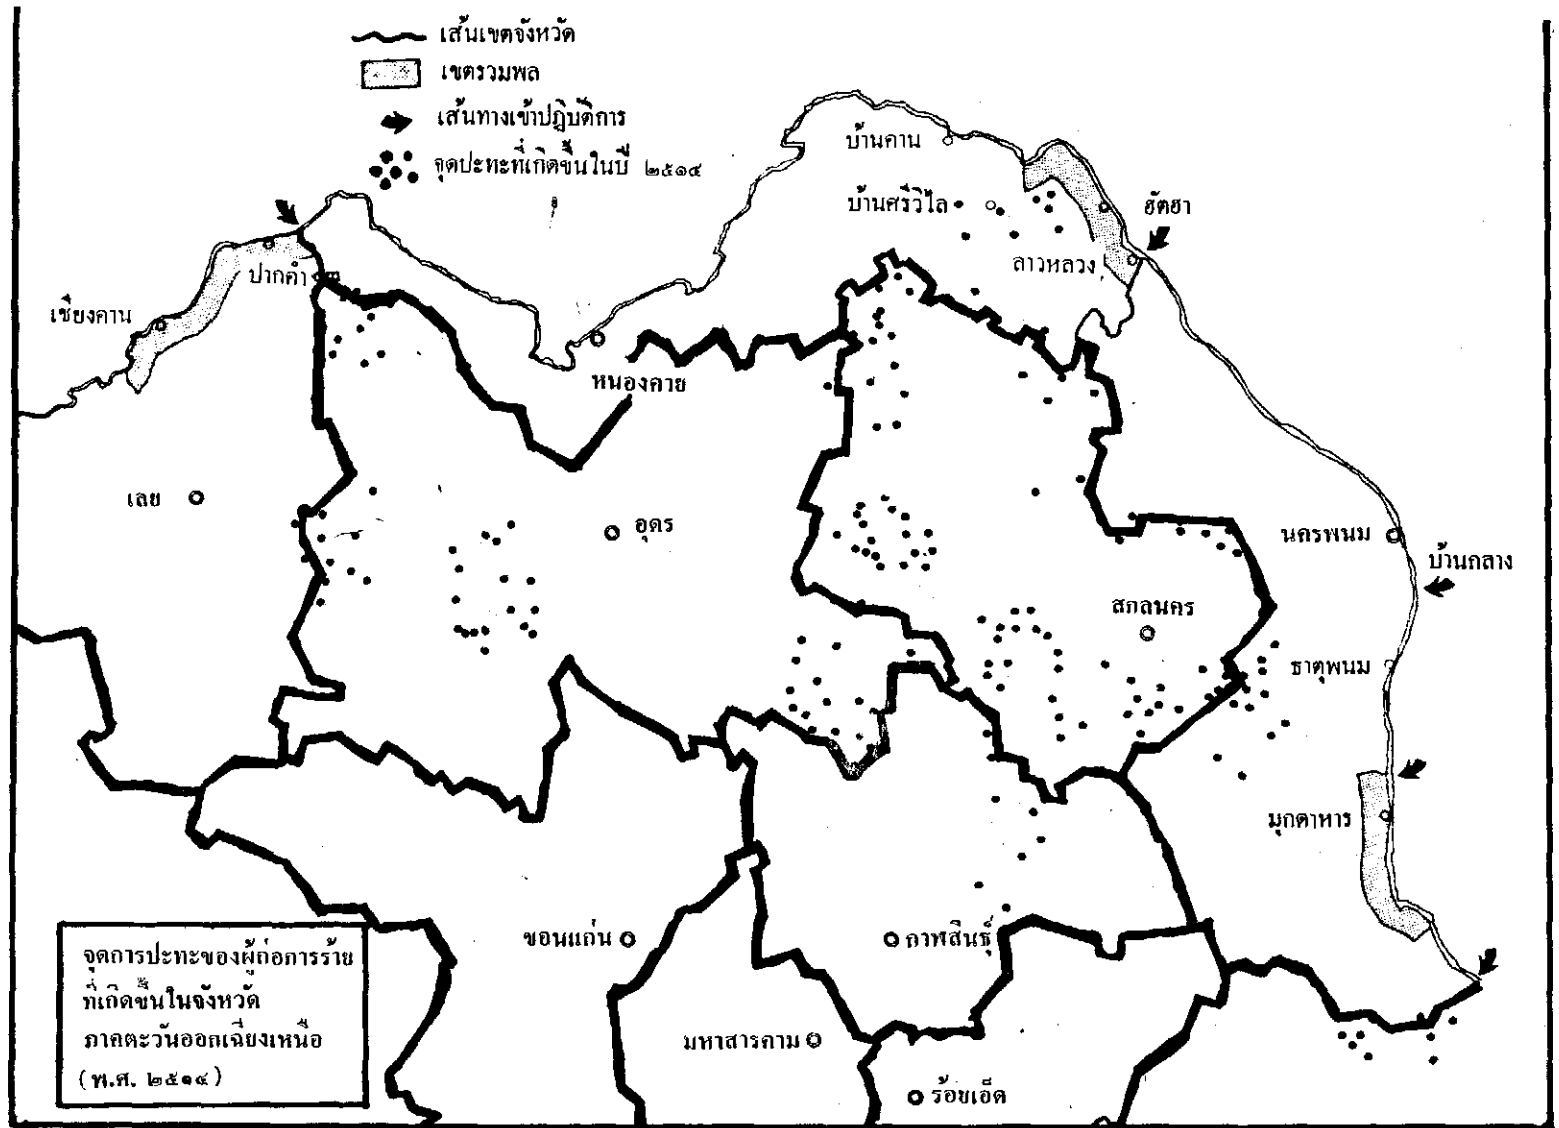 เส้นเขตจังหวัด
เขตรวมพล
เส้นทางเข้าปฏิบัติการ
จุดปะทะที่เกิดขึ้นในปี ๒๕๑๔
บ้านคาน
บ้านศรีวิไล
ฮัตฮา
ลาวหลวง
ปากคำ
เชียงคาน
หนองคาย
เลย
อุดร
นครพนม
บ้านกลาง
สกลนคร
ธาตุพนม
มุกดาหาร
ขอนแก่น
กาฬสินธุ์
มหาสารคาม
ร้อยเอ็ด
จุดการปะทะของผู้ก่อการร้าย
ที่เกิดขึ้นในจังหวัด
ภาคตะวันออกเฉียงเหนือ
(พ.ศ. ๒๕๑๔)